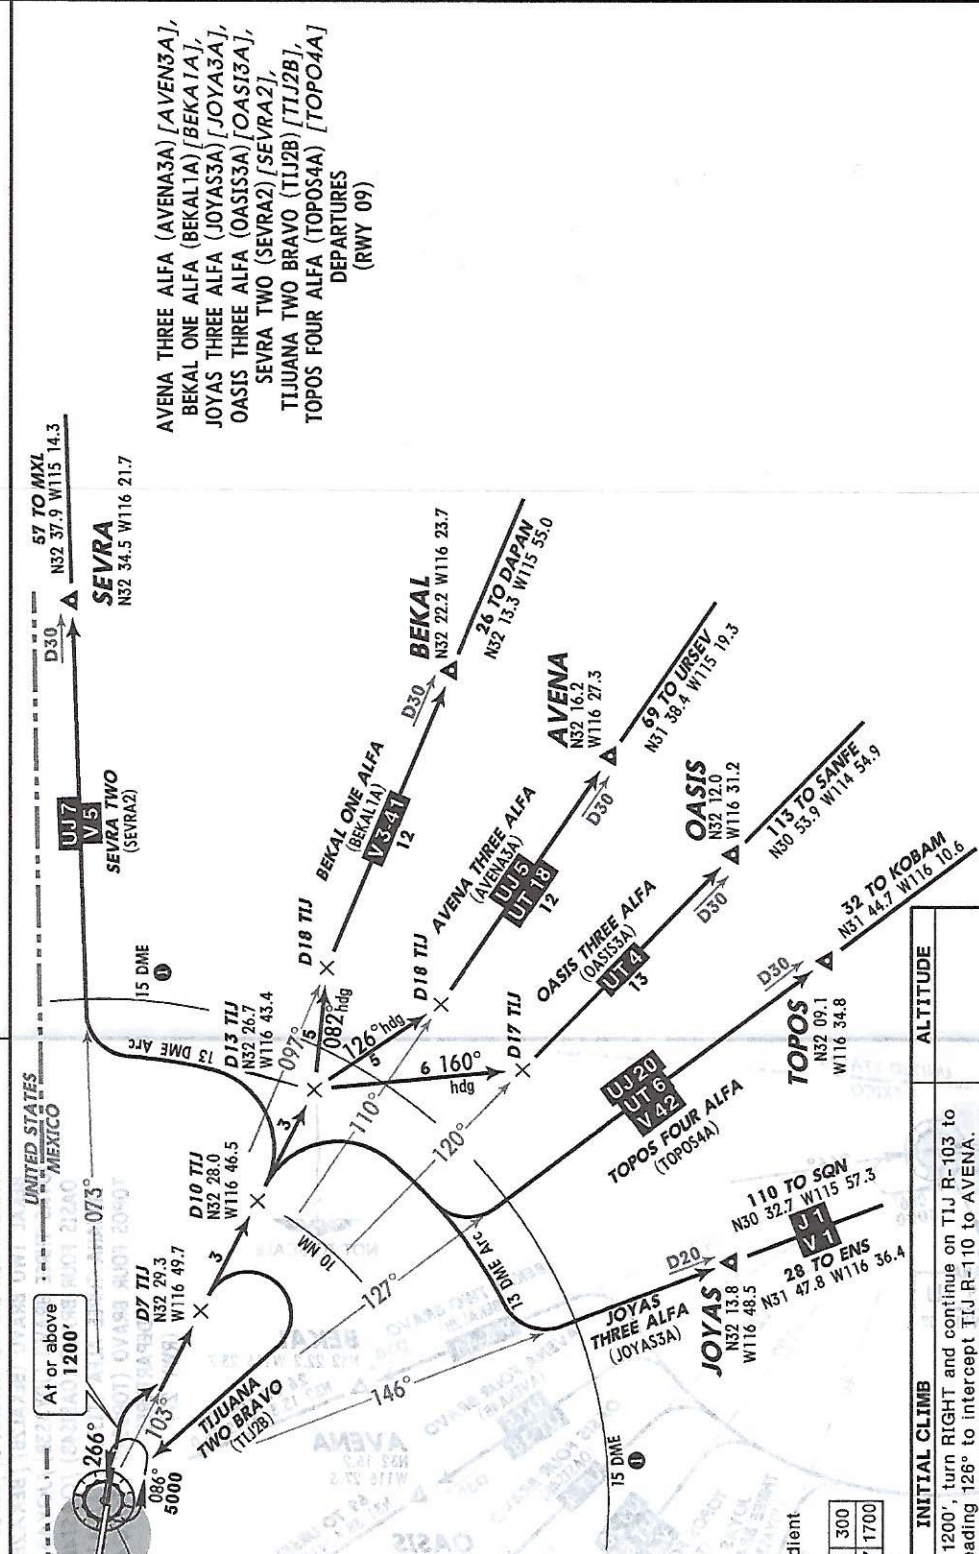 AVENA THREE ALFA (AVENA3A) [AVEN3A],
BEKAL ONE ALFA (BEKAL1A) [BEKA1A],
JOYAS THREE ALFA (JOYAS3A) [JOYA3A],
OASIS THREE ALFA (OASIS3A) [OASI3A],
SEVRA TWO (SEVRA2) [SEVRA2],
TIJUANA TWO BRAVO (TIJ2B) [TIJ2B],
TOPOS FOUR ALFA (TOPOS4A) [TOPO4A]
DEPARTURES
(RWY 09)
57 TO MXL
N32 37.9 W115 14.3
D30
SEVRA
N32 34.5 W116 21.7
UJ7
V 5
SEVRA TWO
(SEVRA2)
UNITED STATES
MEXICO
073°
15 DME
1
13 DME Arc
At or above
1200'
266°
103°
086°
5000
D7 TIJ
N32 29.3
W116 49.7
3
D10 TIJ
N32 28.0
W116 46.5
3
D13 TIJ
N32 26.7
W116 43.4
10 NM
TIJUANA
TWO BRAVO
(TIJ2B)
097°
15
082° hdg
D18 TIJ
BEKAL ONE ALFA
(BEKAL1A)
V 3-41
12
D30
BEKAL
N32 22.2 W116 23.7
26 TO DAPAN
N32 13.3 W115 55.0
126° hdg
5
110°
D18 TIJ
AVENA THREE ALFA
(AVENA3A)
UJ 5
UT 18
12
D30
AVENA
N32 16.2
W116 27.3
69 TO URSEV
N31 38.4 W115 19.3
6 160°
hdg
120°
D17 TIJ
OASIS THREE ALFA
(OASIS3A)
UT 4
13
D30
OASIS
N32 12.0
W116 31.2
113 TO SANFE
N30 53.9 W114 54.9
127°
UJ 20
UT 6
V 42
TOPOS FOUR ALFA
(TOPOS4A)
D30
TOPOS
N32 09.1
W116 34.8
32 TO KOBAM
N31 44.7 W116 10.6
146°
13 DME Arc
JOYAS
THREE ALFA
(JOYAS3A)
D20
JOYAS
N32 13.8
W116 48.5
110 TO SQN
N30 32.7 W115 57.3
J 1
V 1
28 TO ENS
N31 47.8 W116 36.4
15 DME
1
dient
300
1700
INITIAL CLIMB
ALTITUDE
1200', turn RIGHT and continue on TIJ R-103 to
eading 126° to intercept TIJ R-110 to AVENA.